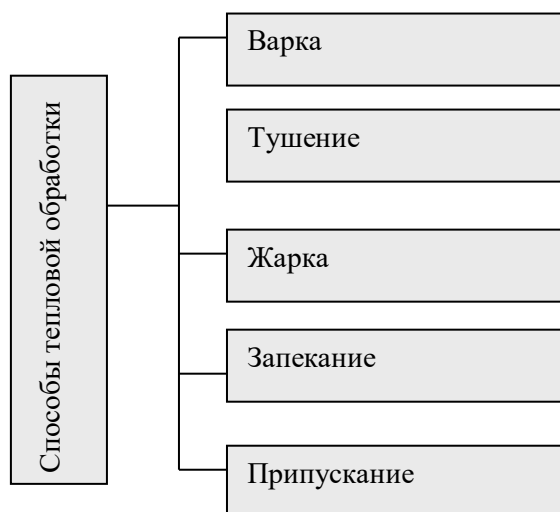 Способы тепловой обработки
Варка
Тушение
Жарка
Запекание
Припускание